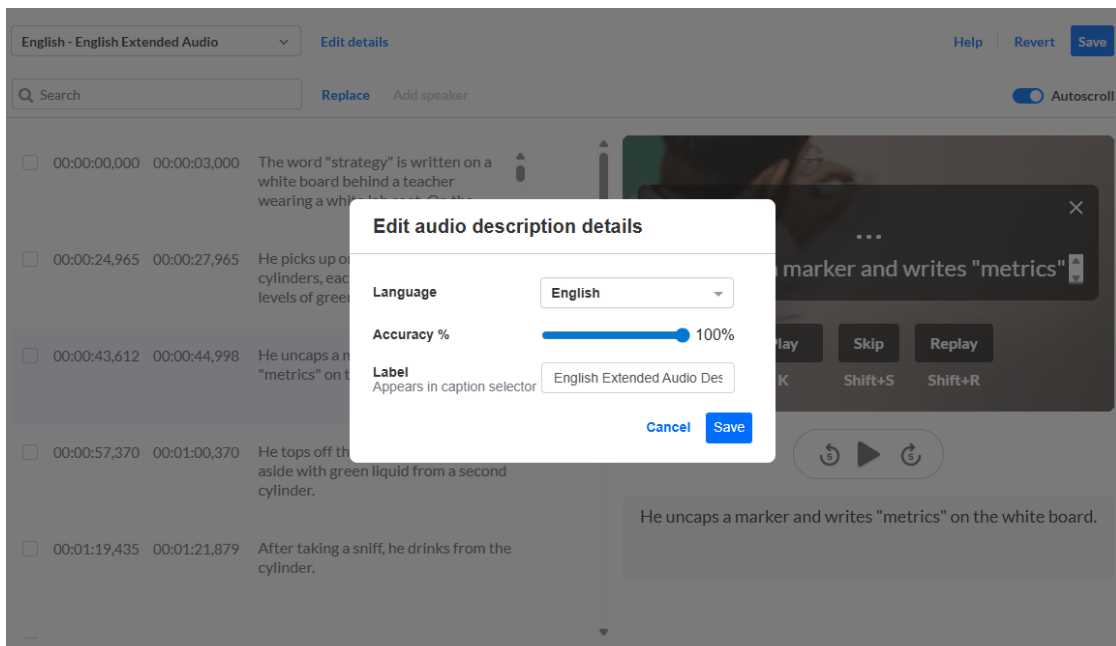 English - English Extended Audio
Edit details
Help
Revert
Save
Search
Replace
Add speaker
Autoscroll
00:00:00,000 00:00:03,000 The word "strategy" is written on a
white board behind a teacher
wearing a white lab coat. On the
00:00:24,965 00:00:27,965 He picks up
cylinders, eac
levels of gree
00:00:43,612 00:00:44,998 He uncaps a
"metrics" on t
00:00:57,370 00:01:00,370 He tops off th
aside with green liquid from a second
cylinder.
00:01:19,435 00:01:21,879 After taking a sniff, he drinks from the
cylinder.
Edit audio description details
Language
English
Accuracy %
100%
Label
Appears in caption selector
English Extended Audio Des
Cancel
Save
...
marker and writes "metrics"
lay
Skip
Replay
K
Shift+S
Shift+R
5
5
He uncaps a marker and writes "metrics" on the white board.